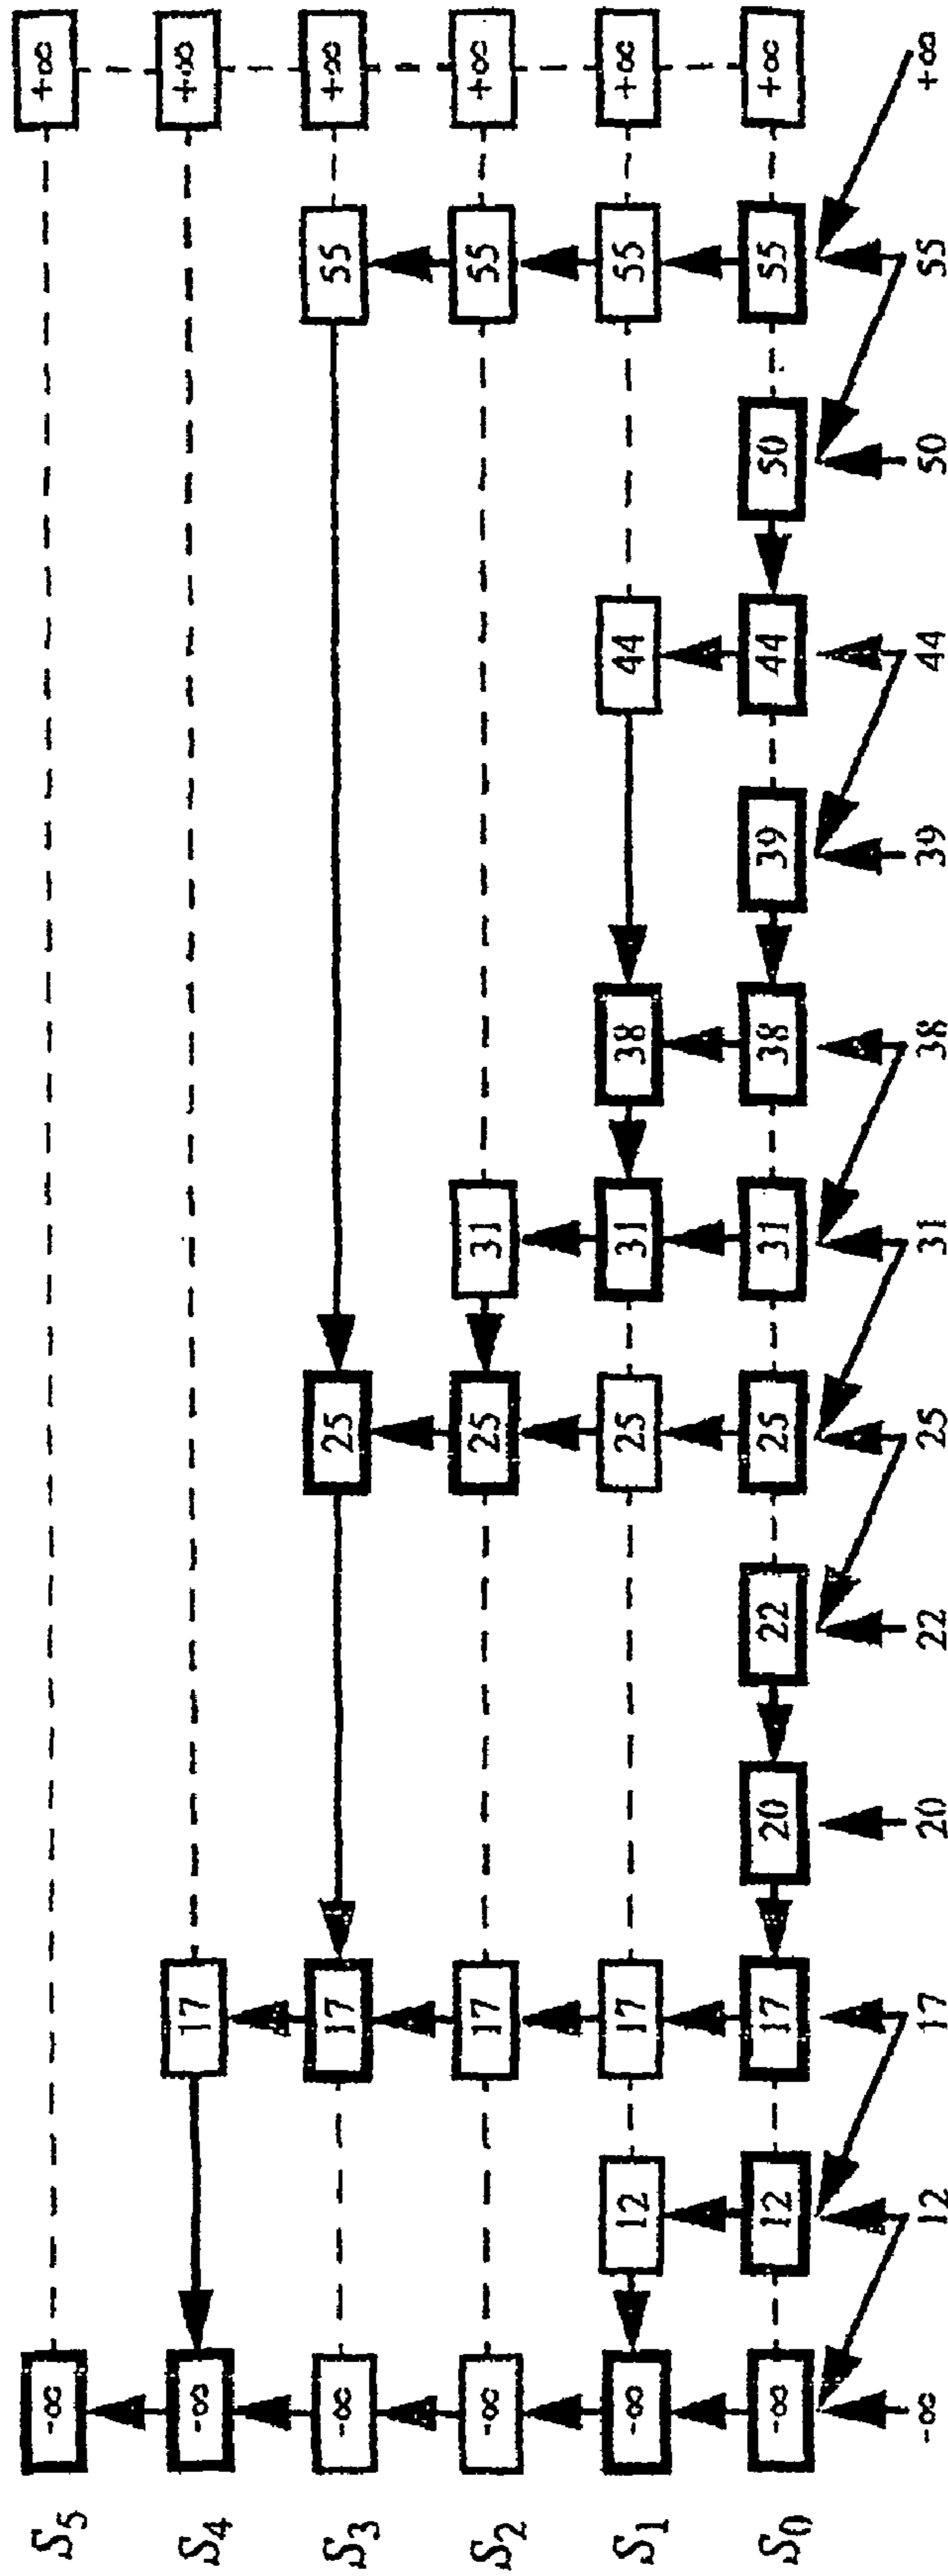 S5 -∞ +∞
S4 -∞ 17 +∞
S3 -∞ 17 25 55 +∞
S2 -∞ 17 25 31 55 +∞
S1 -∞ 12 17 25 31 38 44 55 +∞
S0 -∞ 12 17 20 22 25 31 38 39 44 50 55 +∞
-∞ 12 17 20 22 25 31 38 39 44 50 55 +∞